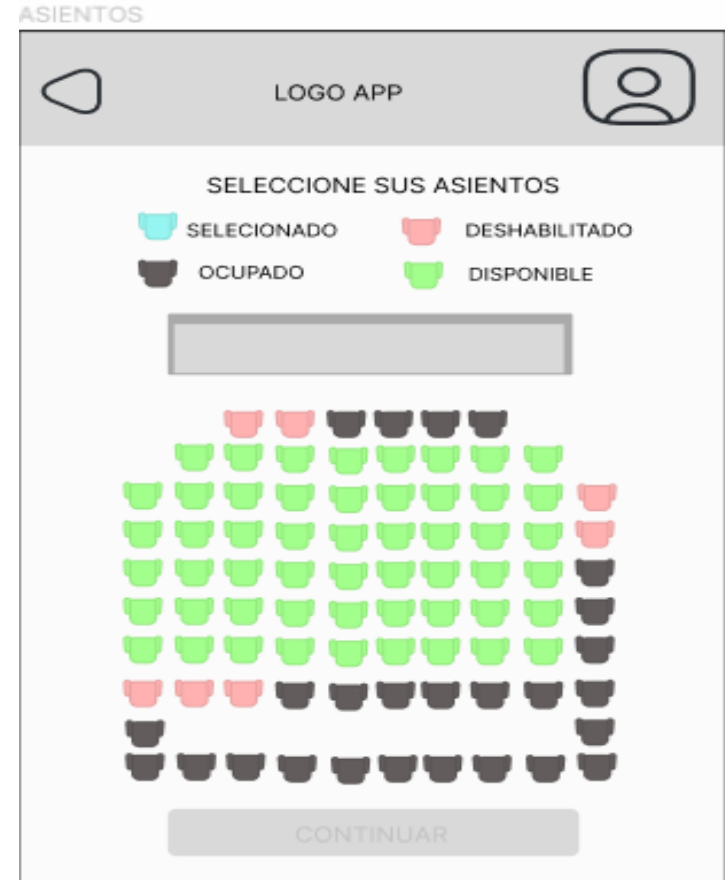 ASIENTOS
LOGO APP
SELECCIONE SUS ASIENTOS
SELECIONADO DESHABILITADO
OCUPADO DISPONIBLE
CONTINUAR